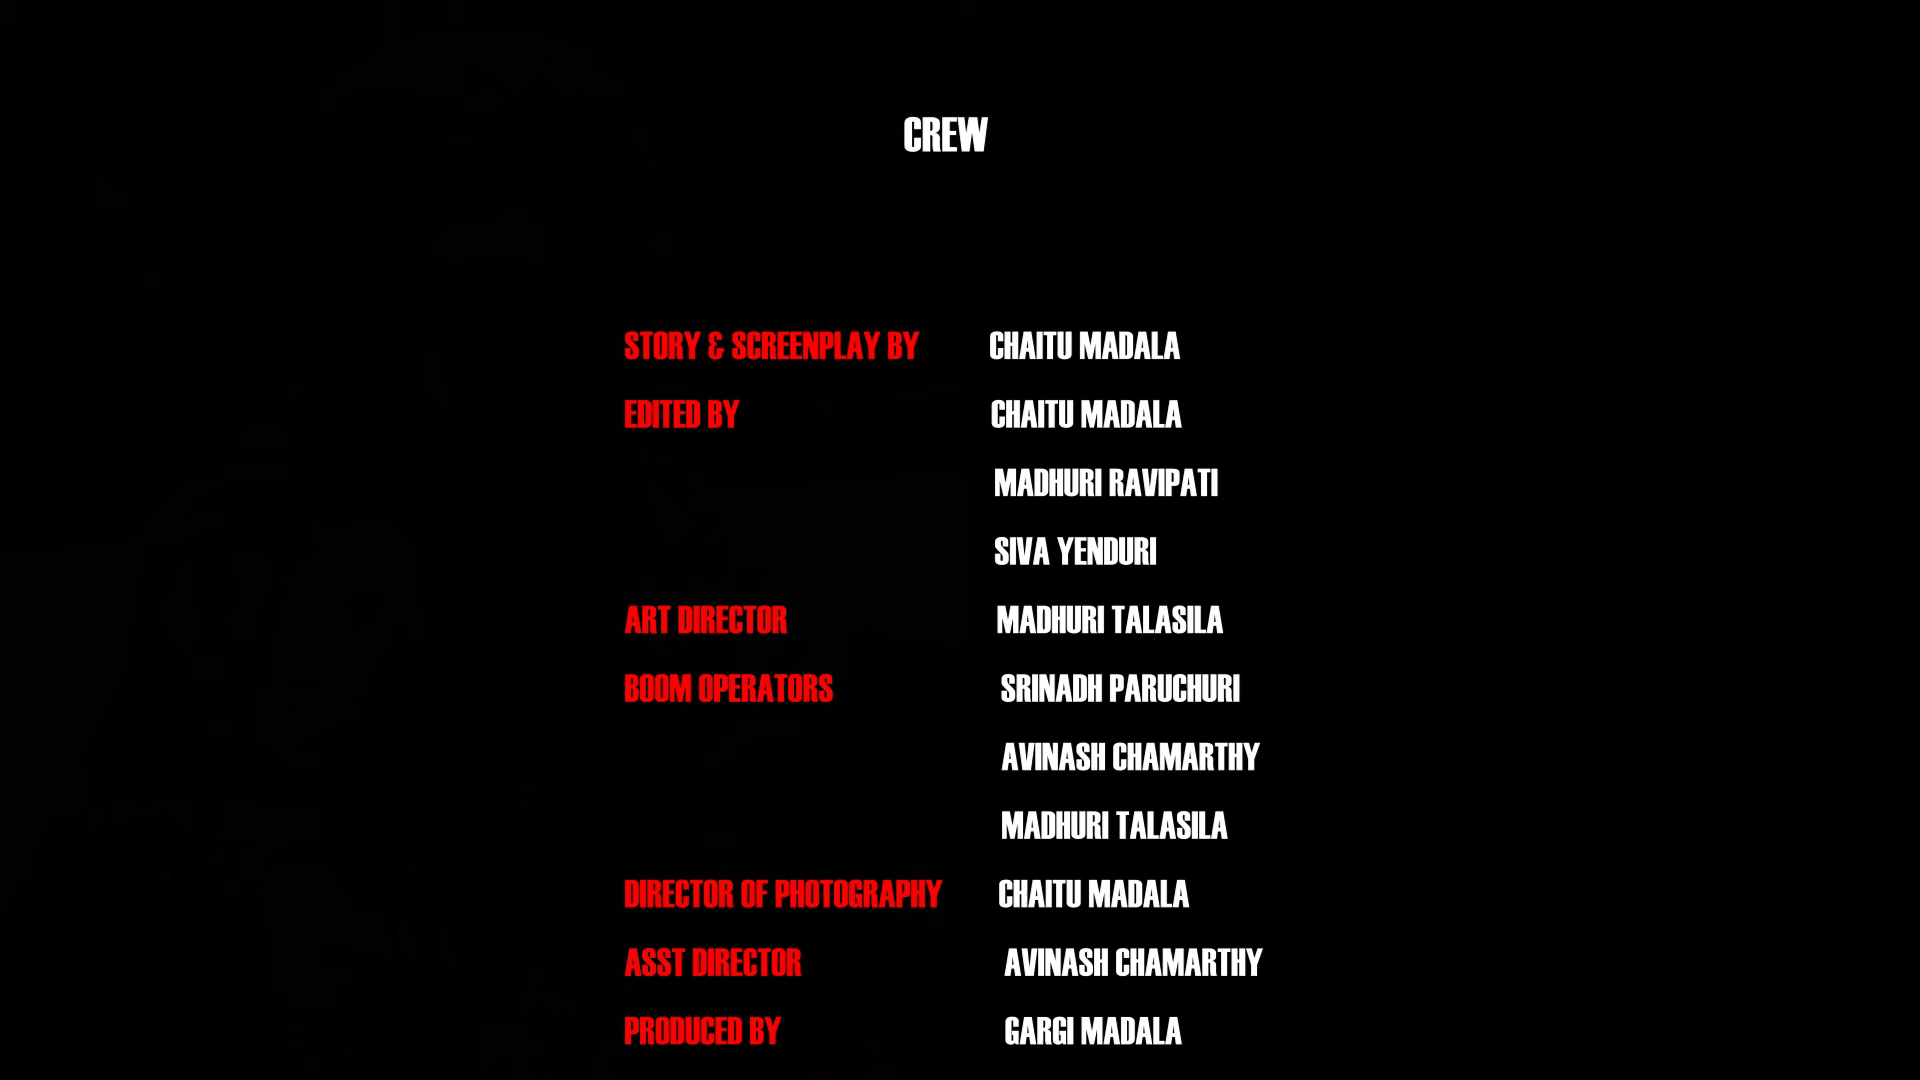 CREW
STORY & SCREENPLAY BY CHAITU MADALA
EDITED BY CHAITU MADALA
MADHURI RAVIPATI
SIVA YENDURI
ART DIRECTOR MADHURI TALASILA
BOOM OPERATORS SRINADH PARUCHURI
AVINASH CHAMARTHY
MADHURI TALASILA
DIRECTOR OF PHOTOGRAPHY CHAITU MADALA
ASST DIRECTOR AVINASH CHAMARTHY
PRODUCED BY GARGI MADALA